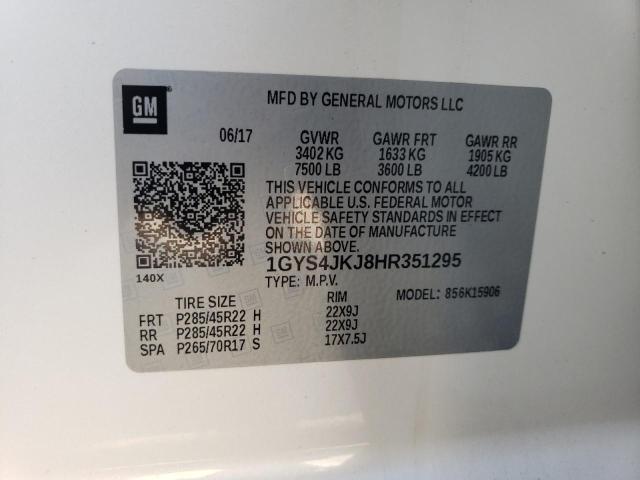 GM
MFD BY GENERAL MOTORS LLC
06/17 GVWR GAWR FRT GAWR RR
3402 KG 1633 KG 1905 KG
7500 LB 3600 LB 4200 LB
THIS VEHICLE CONFORMS TO ALL
APPLICABLE U.S. FEDERAL MOTOR
VEHICLE SAFETY STANDARDS IN EFFECT
ON THE DATE OF MANUFACTURE
SHOWN ABOVE.
1GYS4JKJ8HR351295
140X
TYPE: M.P.V. MODEL: 856K15906
TIRE SIZE RIM
FRT P285/45R22 H 22X9J
RR P285/45R22 H 22X9J
SPA P265/70R17 S 17X7.5J